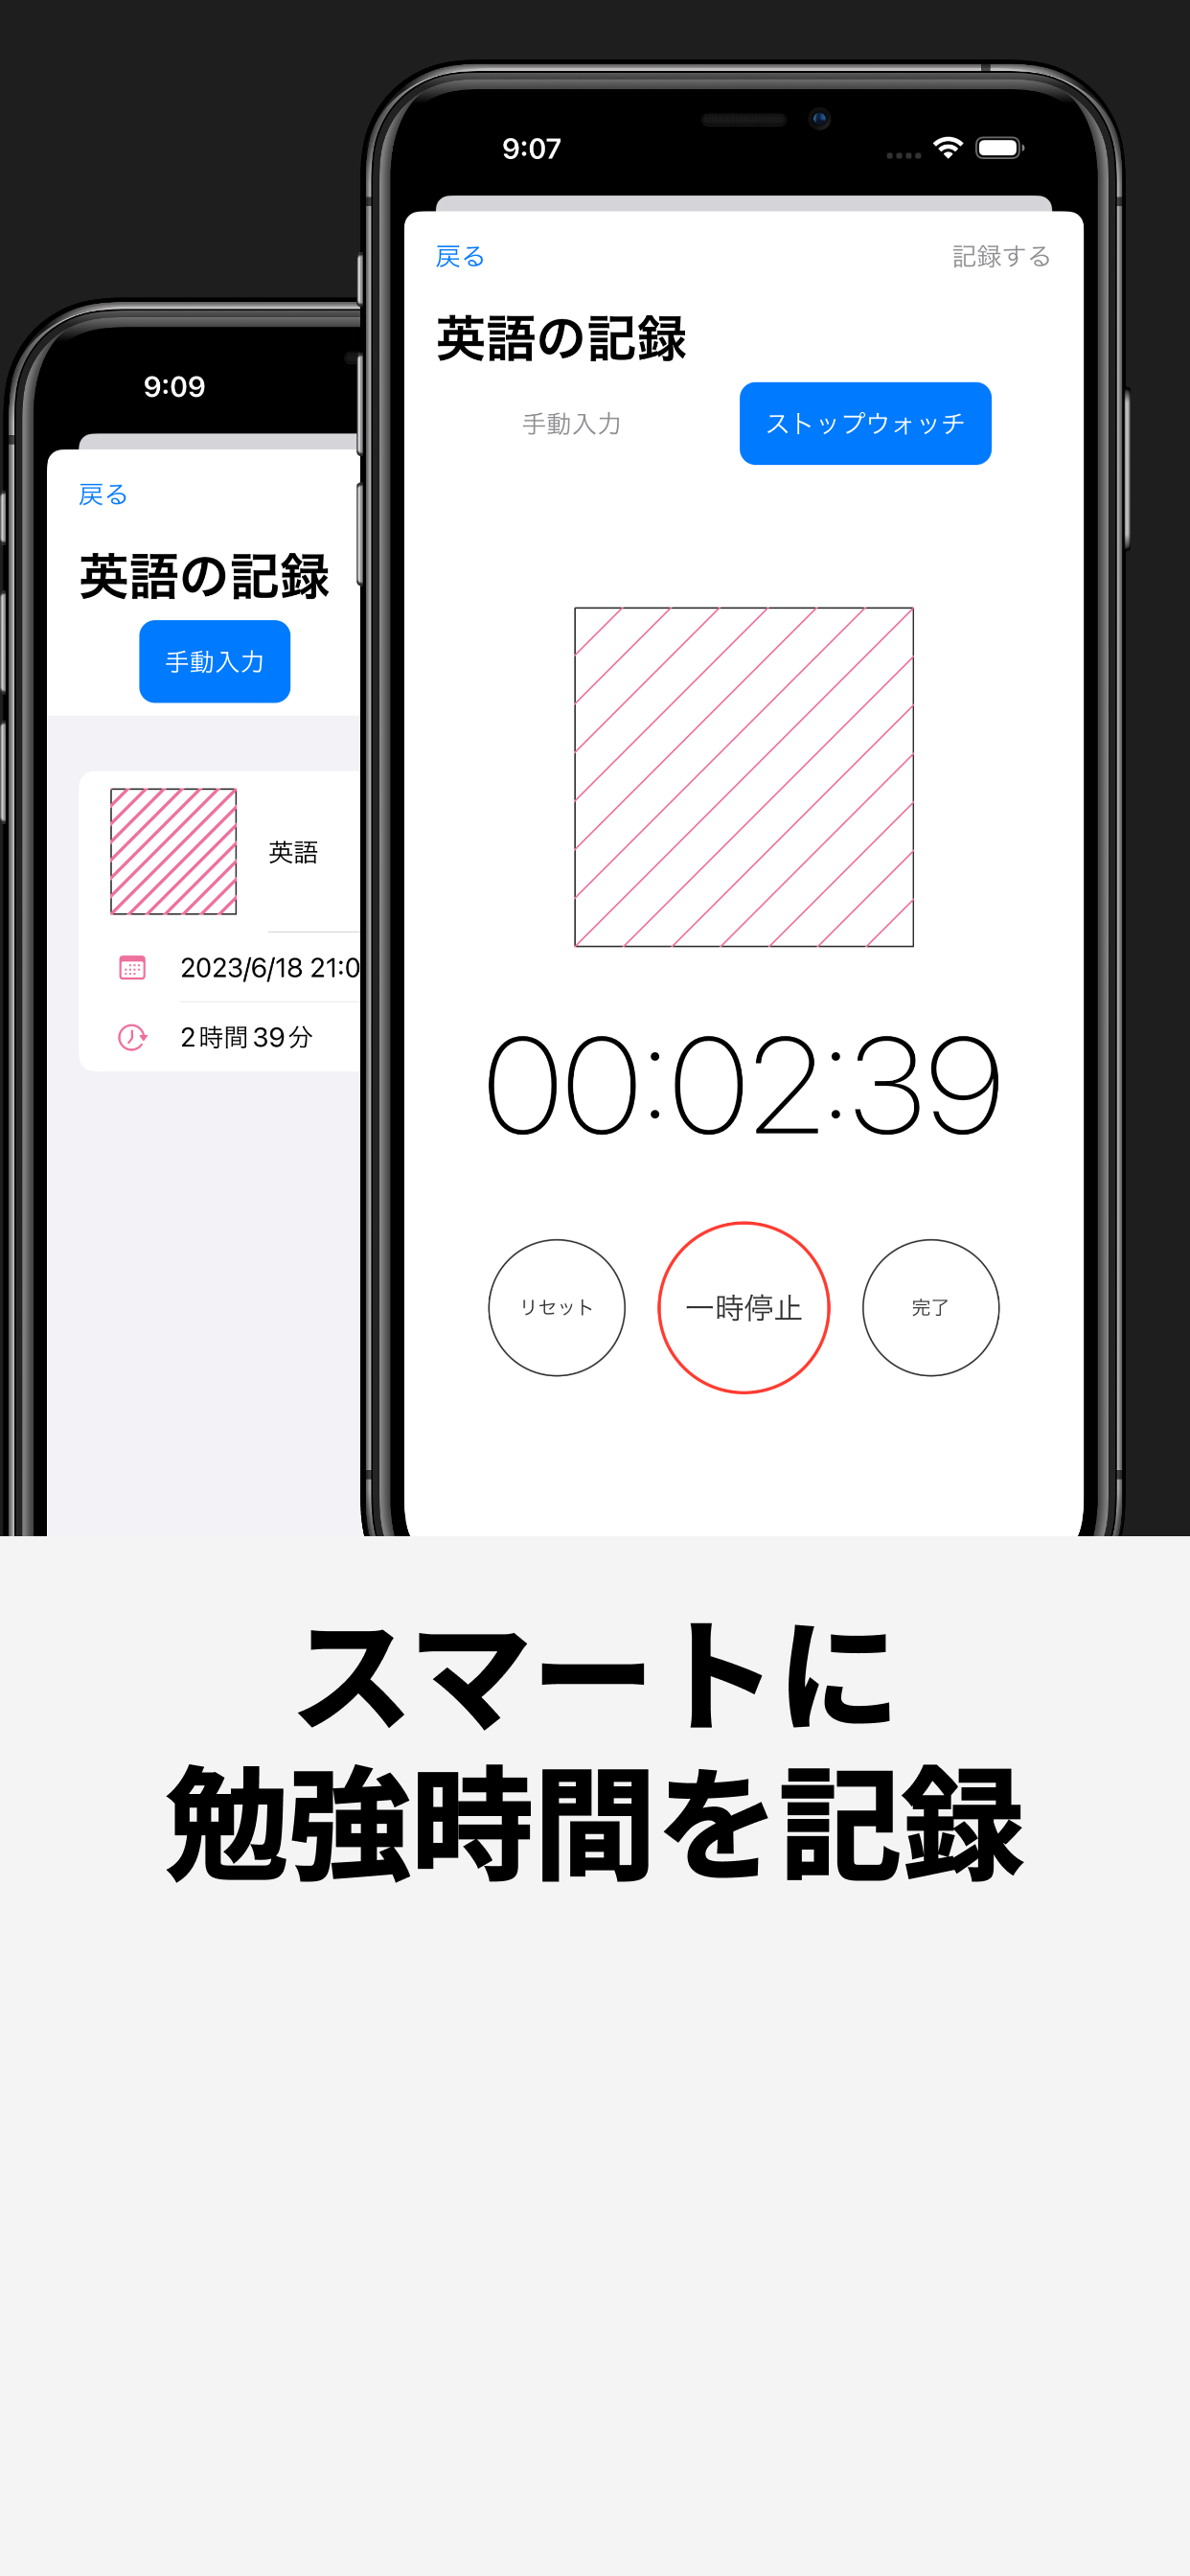 9:07
戻る
記録する
英語の記録
手動入力
ストップウォッチ
00:02:39
リセット
一時停止
完了
9:09
戻る
英語の記録
手動入力
英語
2023/6/18 21:0
2時間39分
スマートに
勉強時間を記録